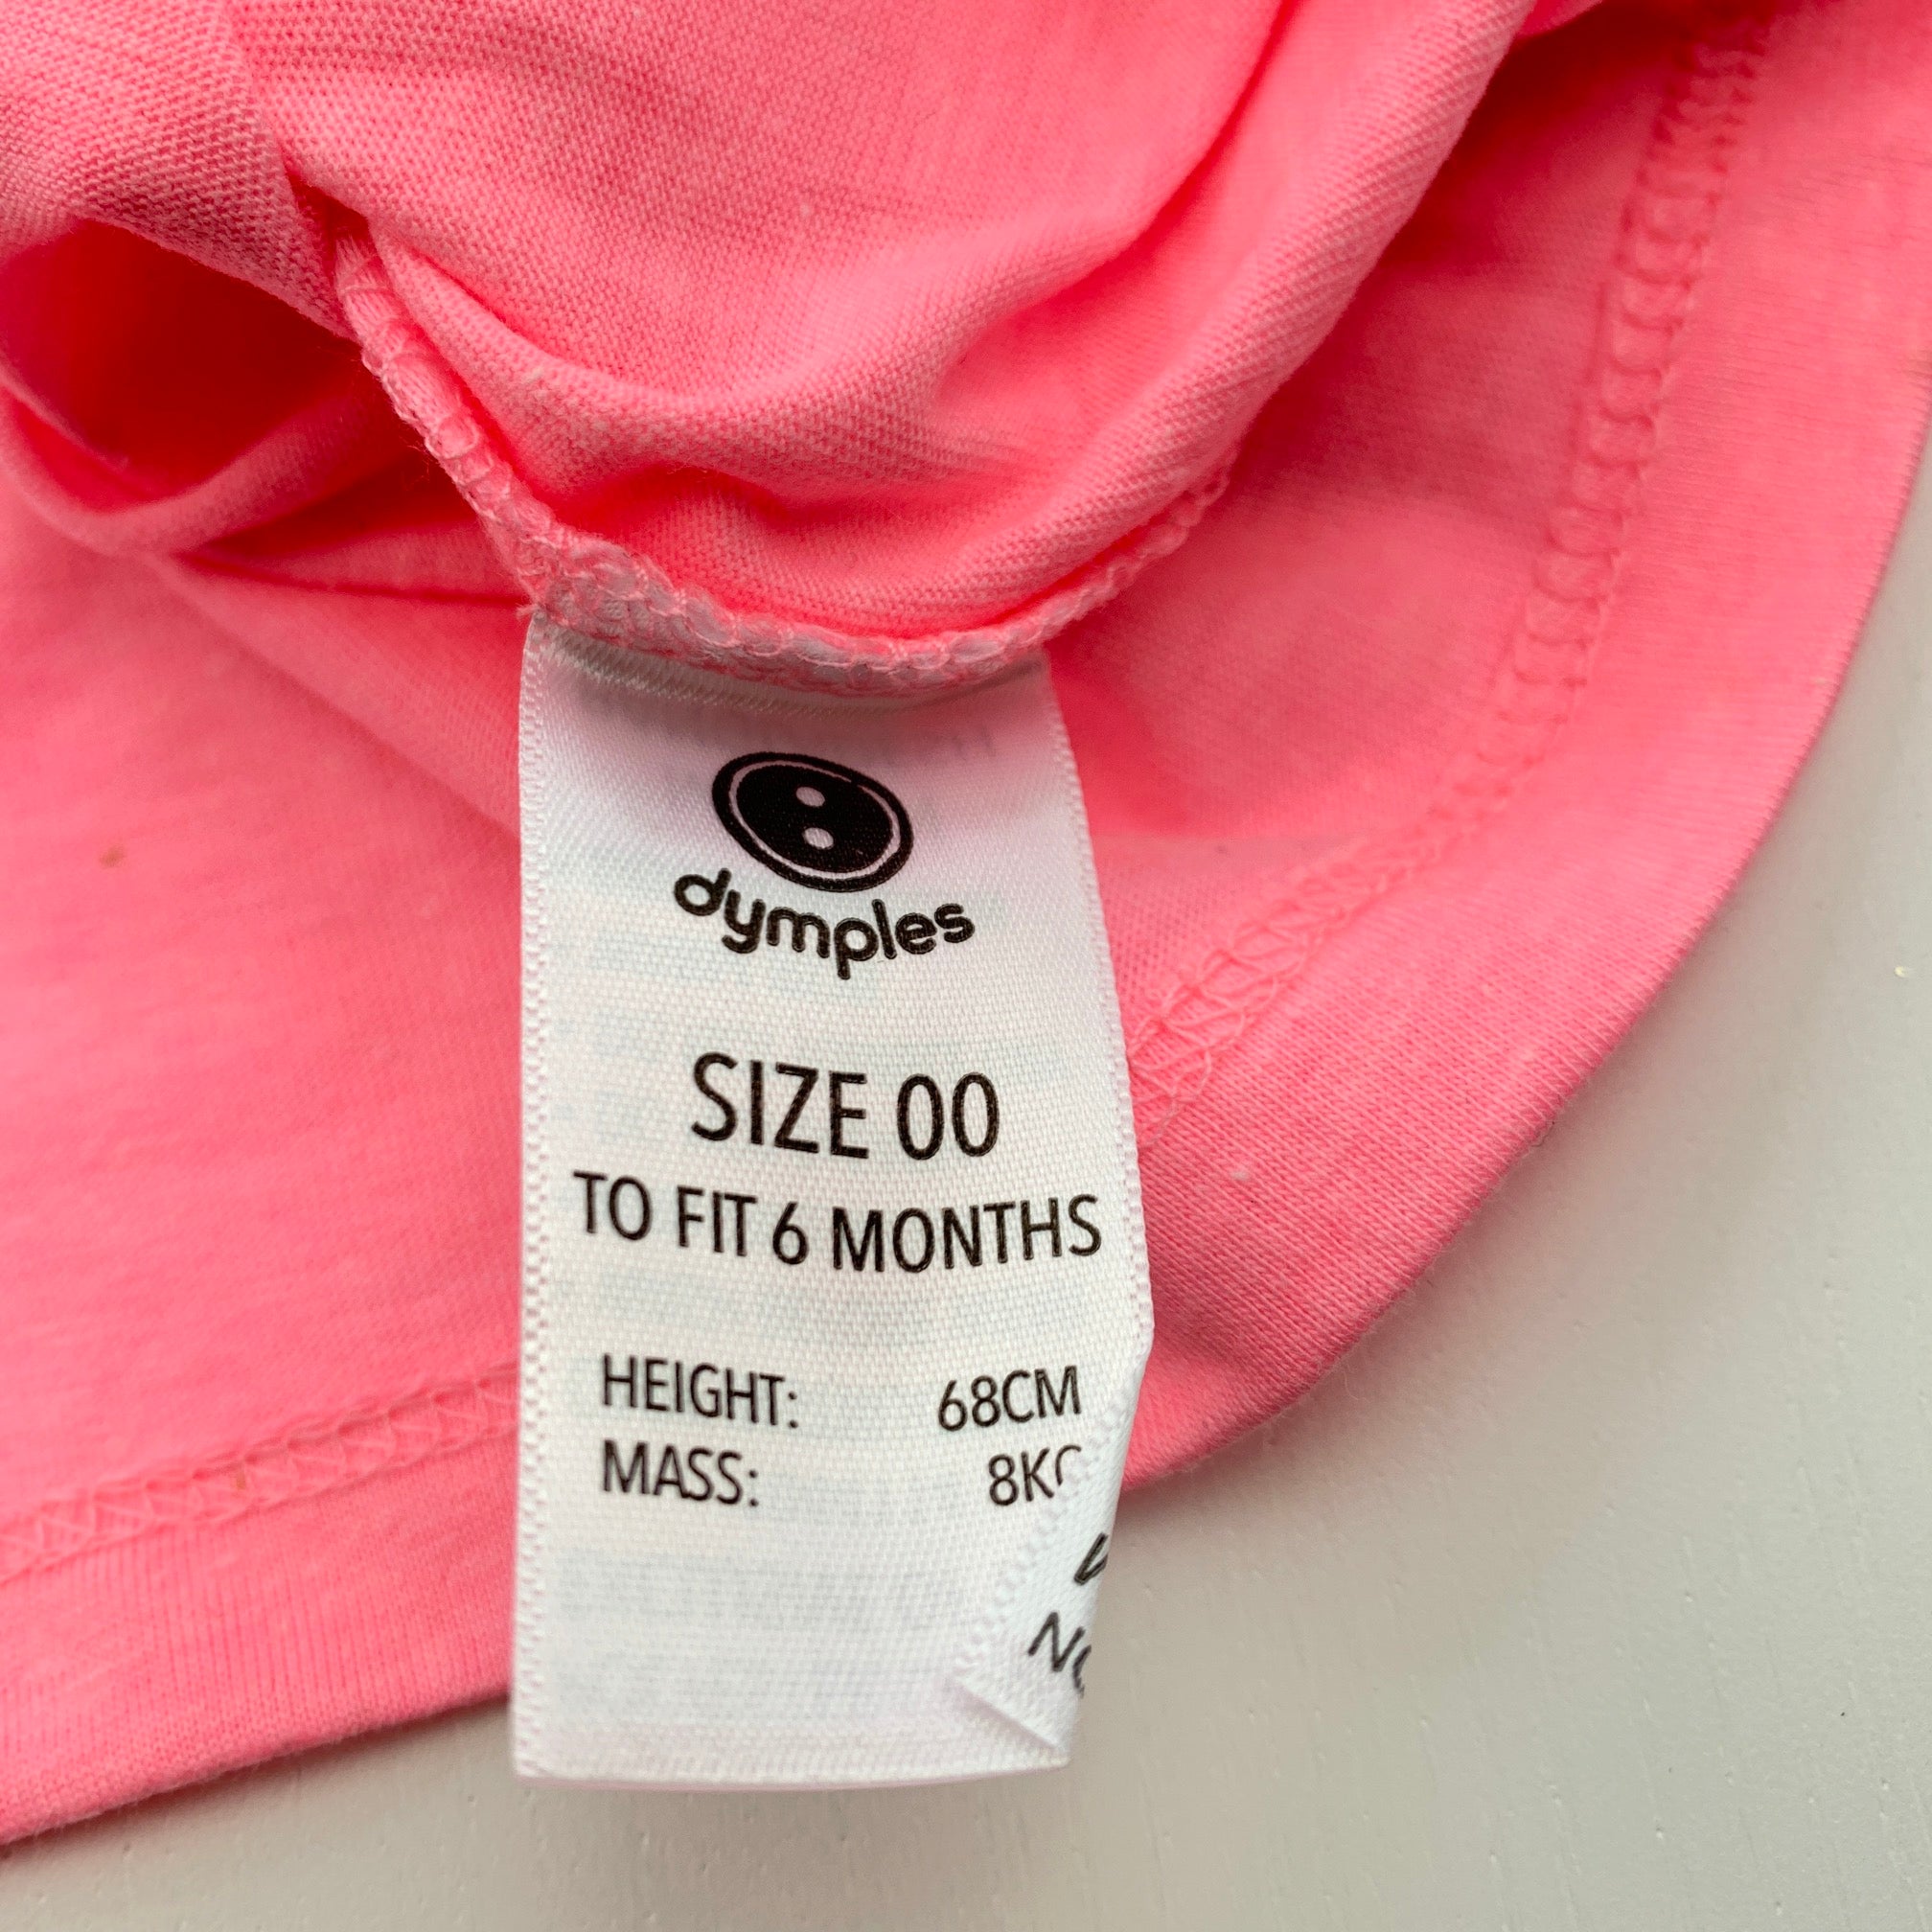 dymples
SIZE 00
TO FIT 6 MONTHS
HEIGHT: 68CM
MASS: 8KG